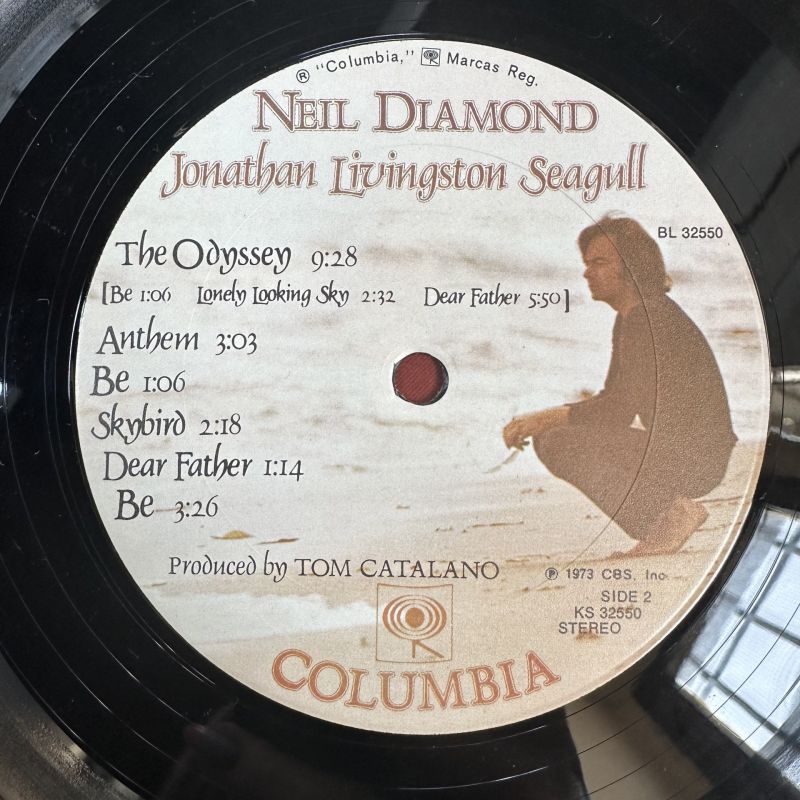 ® "Columbia," Marcas Reg.
NEIL DIAMOND
Jonathan Livingston Seagull
BL 32550
The Odyssey 9:28
[Be 1:06 Lonely Looking Sky 2:32 Dear Father 5:50]
Anthem 3:03
Be 1:06
Skybird 2:18
Dear Father 1:14
Be 3:26
Produced by TOM CATALANO
℗ 1973 CBS, Inc.
SIDE 2
KS 32550
STEREO
COLUMBIA